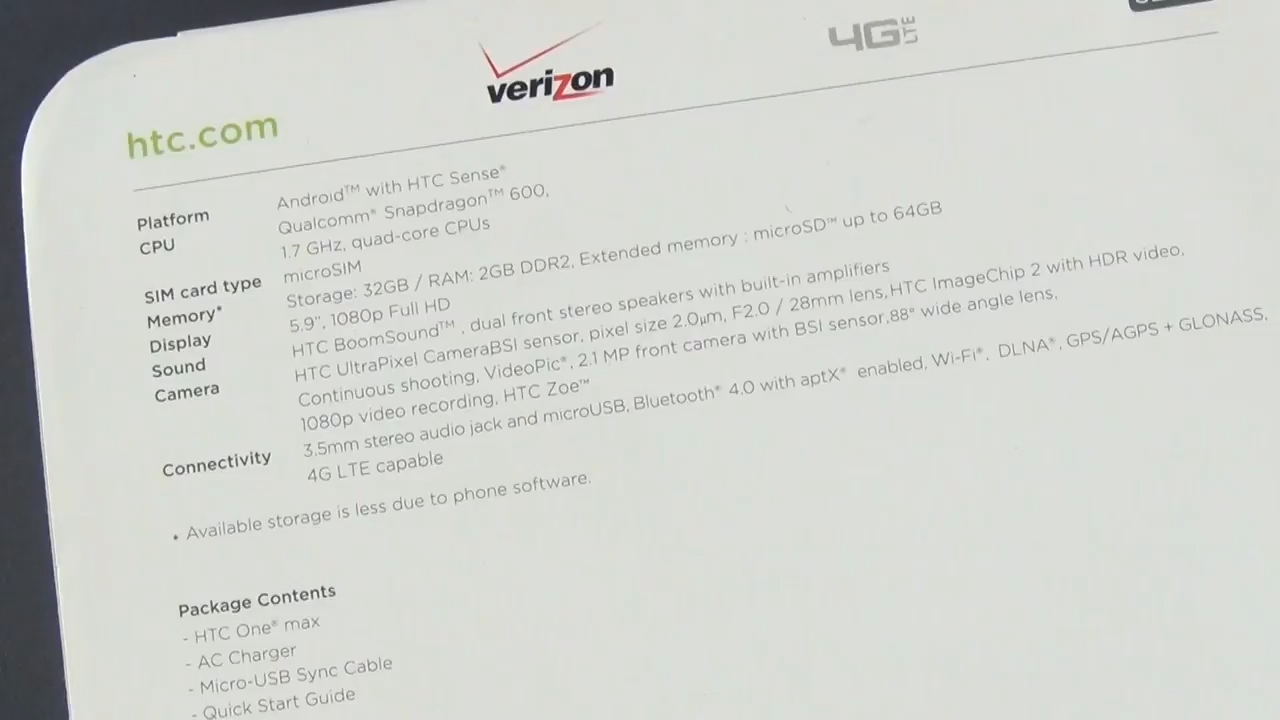 verizon
4G LTE
htc.com
Platform Android™ with HTC Sense®
CPU Qualcomm® Snapdragon™ 600,
1.7 GHz, quad-core CPUs
SIM card type microSIM
Memory* Storage: 32GB / RAM: 2GB DDR2, Extended memory : microSD™ up to 64GB
Display 5.9", 1080p Full HD
Sound HTC BoomSound™ , dual front stereo speakers with built-in amplifiers
Camera HTC UltraPixel CameraBSI sensor, pixel size 2.0μm, F2.0 / 28mm lens,HTC ImageChip 2 with HDR video,
Continuous shooting, VideoPic®, 2.1 MP front camera with BSI sensor,88° wide angle lens,
1080p video recording, HTC Zoe™
Connectivity 3.5mm stereo audio jack and microUSB, Bluetooth® 4.0 with aptX® enabled, Wi-Fi®, DLNA®, GPS/AGPS + GLONASS,
4G LTE capable
• Available storage is less due to phone software.
Package Contents
- HTC One® max
- AC Charger
- Micro-USB Sync Cable
- Quick Start Guide